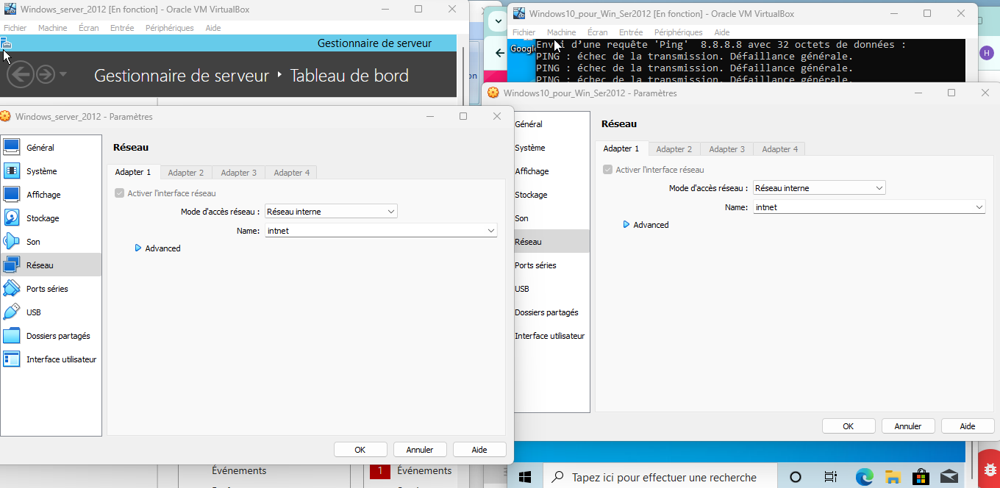 Windows_server_2012 [En fonction] - Oracle VM VirtualBox
Fichier Machine Écran Entrée Périphériques Aide
Gestionnaire de serveur
Gestionnaire de serveur ‣ Tableau de bord
Windows10_pour_Win_Ser2012 [En fonction] - Oracle VM VirtualBox
Fichier Machine Écran Entrée Périphériques Aide
Envoi d'une requête 'Ping' 8.8.8.8 avec 32 octets de données :
PING : échec de la transmission. Défaillance générale.
PING : échec de la transmission. Défaillance générale.
PING : échec de la transmission. Défaillance générale.
H
Windows_server_2012 - Paramètres
Général
Système
Affichage
Stockage
Son
Réseau
Ports séries
USB
Dossiers partagés
Interface utilisateur
Réseau
Adapter 1 Adapter 2 Adapter 3 Adapter 4
Activer l'interface réseau
Mode d'accès réseau : Réseau interne
Name: intnet
Advanced
OK Annuler Aide
Windows10_pour_Win_Ser2012 - Paramètres
Général
Système
Affichage
Stockage
Son
Réseau
Ports séries
USB
Dossiers partagés
Interface utilisateur
Réseau
Adapter 1 Adapter 2 Adapter 3 Adapter 4
Activer l'interface réseau
Mode d'accès réseau : Réseau interne
Name: intnet
Advanced
OK Annuler Aide
Événements
1 Événements
Tapez ici pour effectuer une recherche